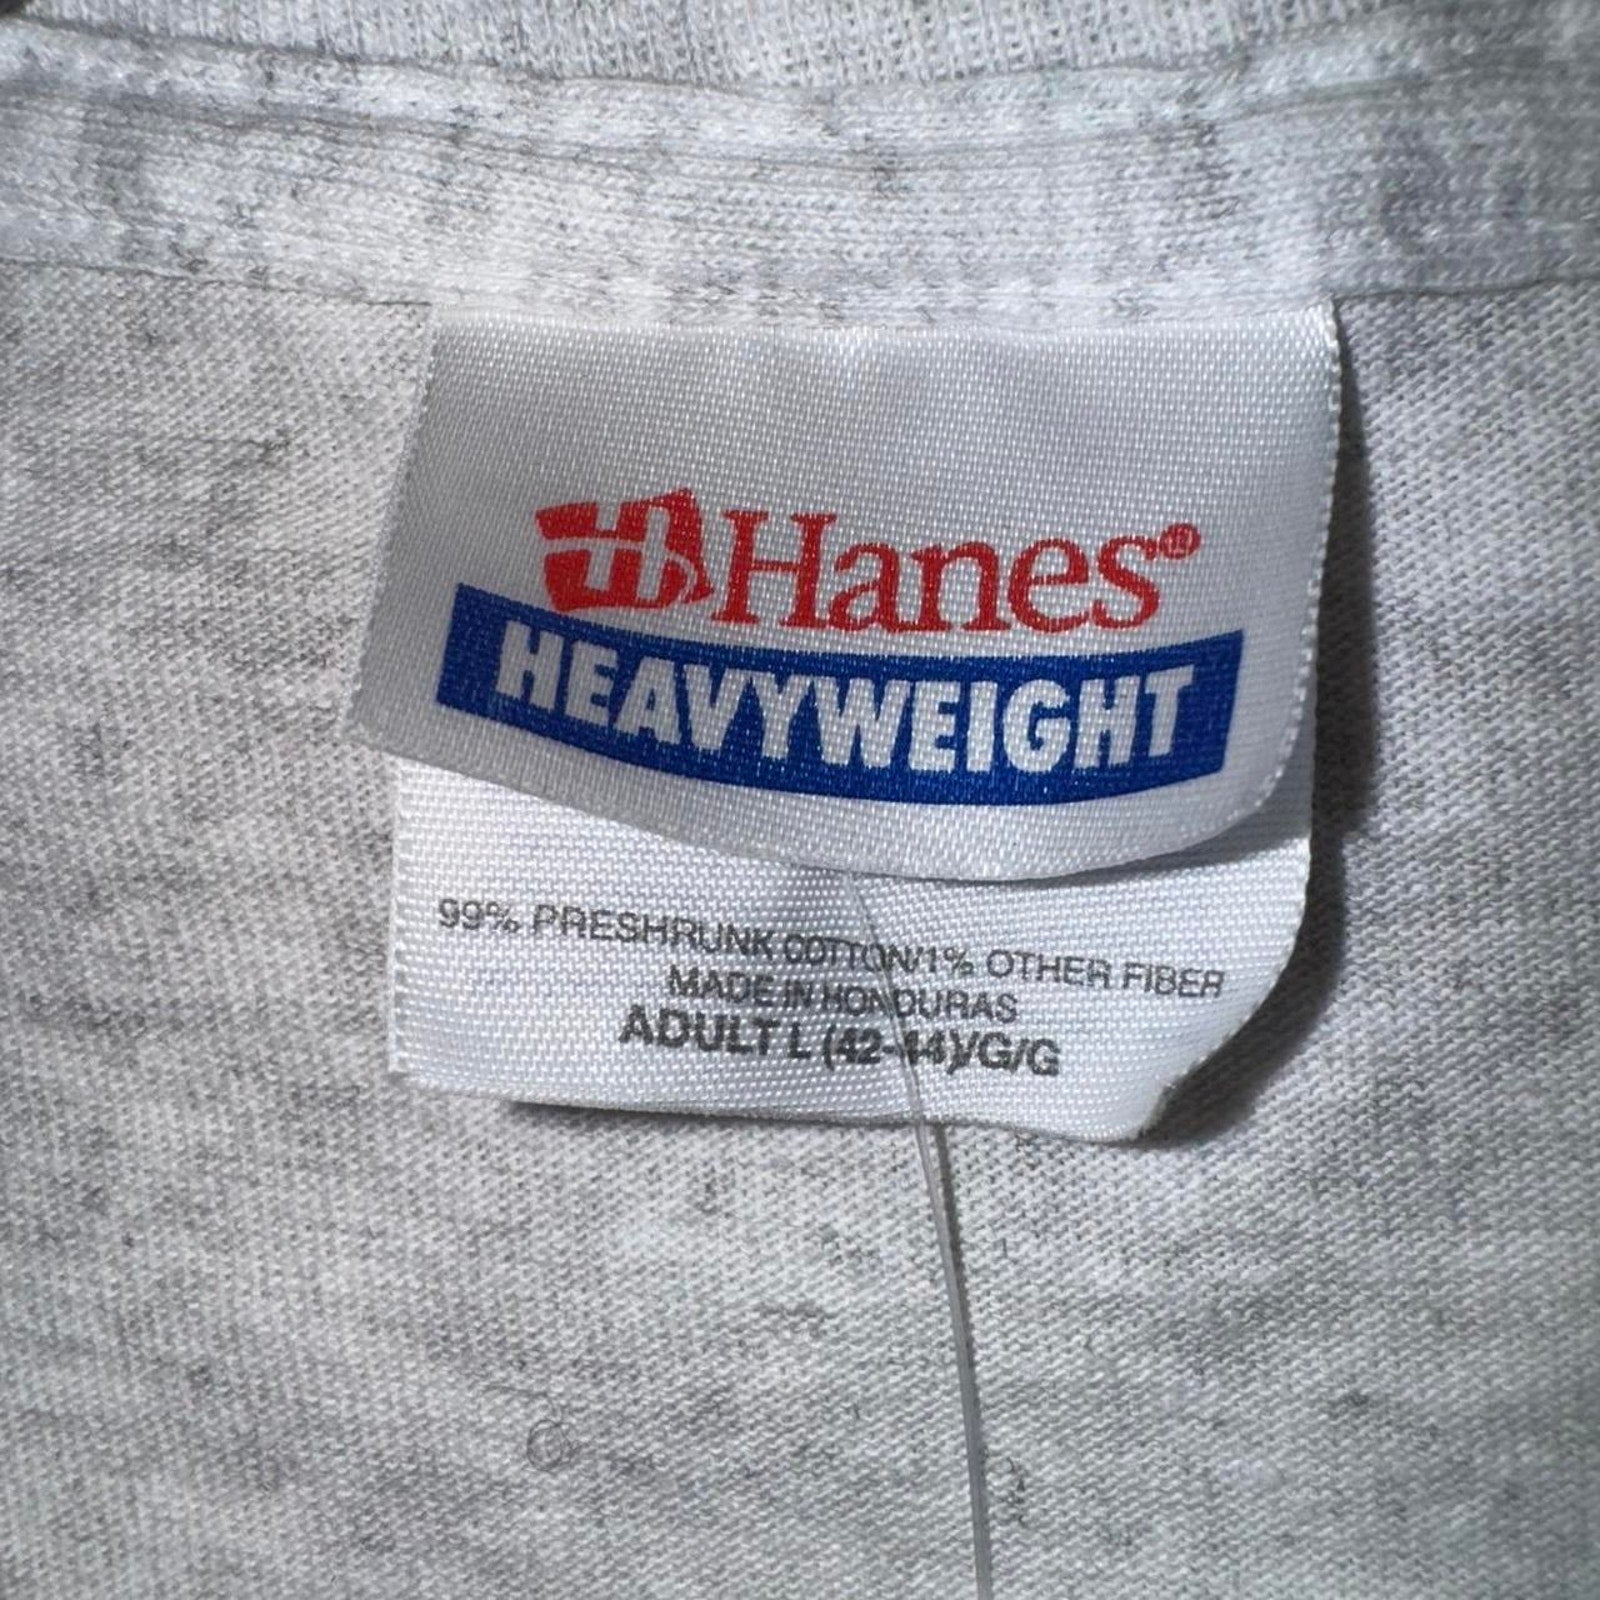 H Hanes®
HEAVYWEIGHT
99% PRESHRUNK COTTON/1% OTHER FIBER
MADE IN HONDURAS
ADULT L (42-44)/G/G